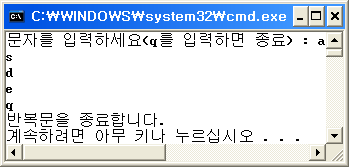 C:₩WINDOWS₩system32₩cmd.exe
문자를 입력하세요(q를 입력하면 종료) : a
s
d
e
q
반복문을 종료합니다.
계속하려면 아무 키나 누르십시오 . . .